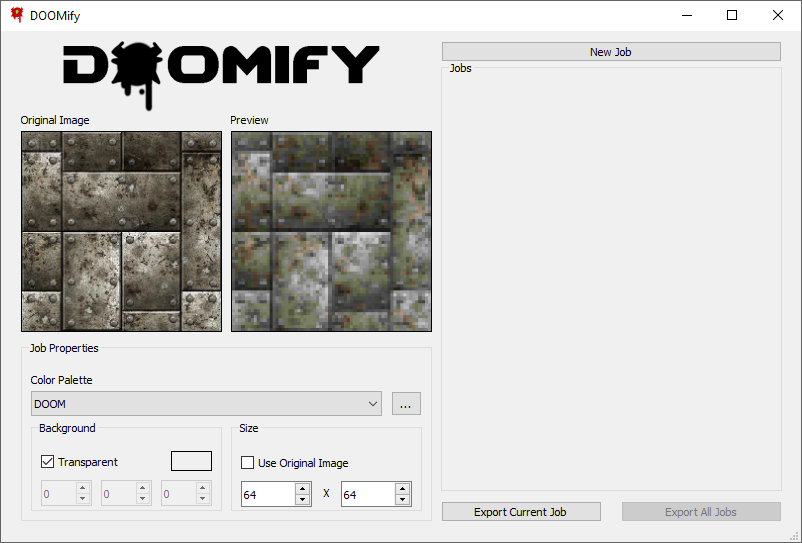 DOOMify
DOOMIFY
New Job
Jobs
Original Image
Preview
Job Properties
Color Palette
DOOM
...
Background
Size
Transparent
Use Original Image
0
0
0
64
X
64
Export Current Job
Export All Jobs